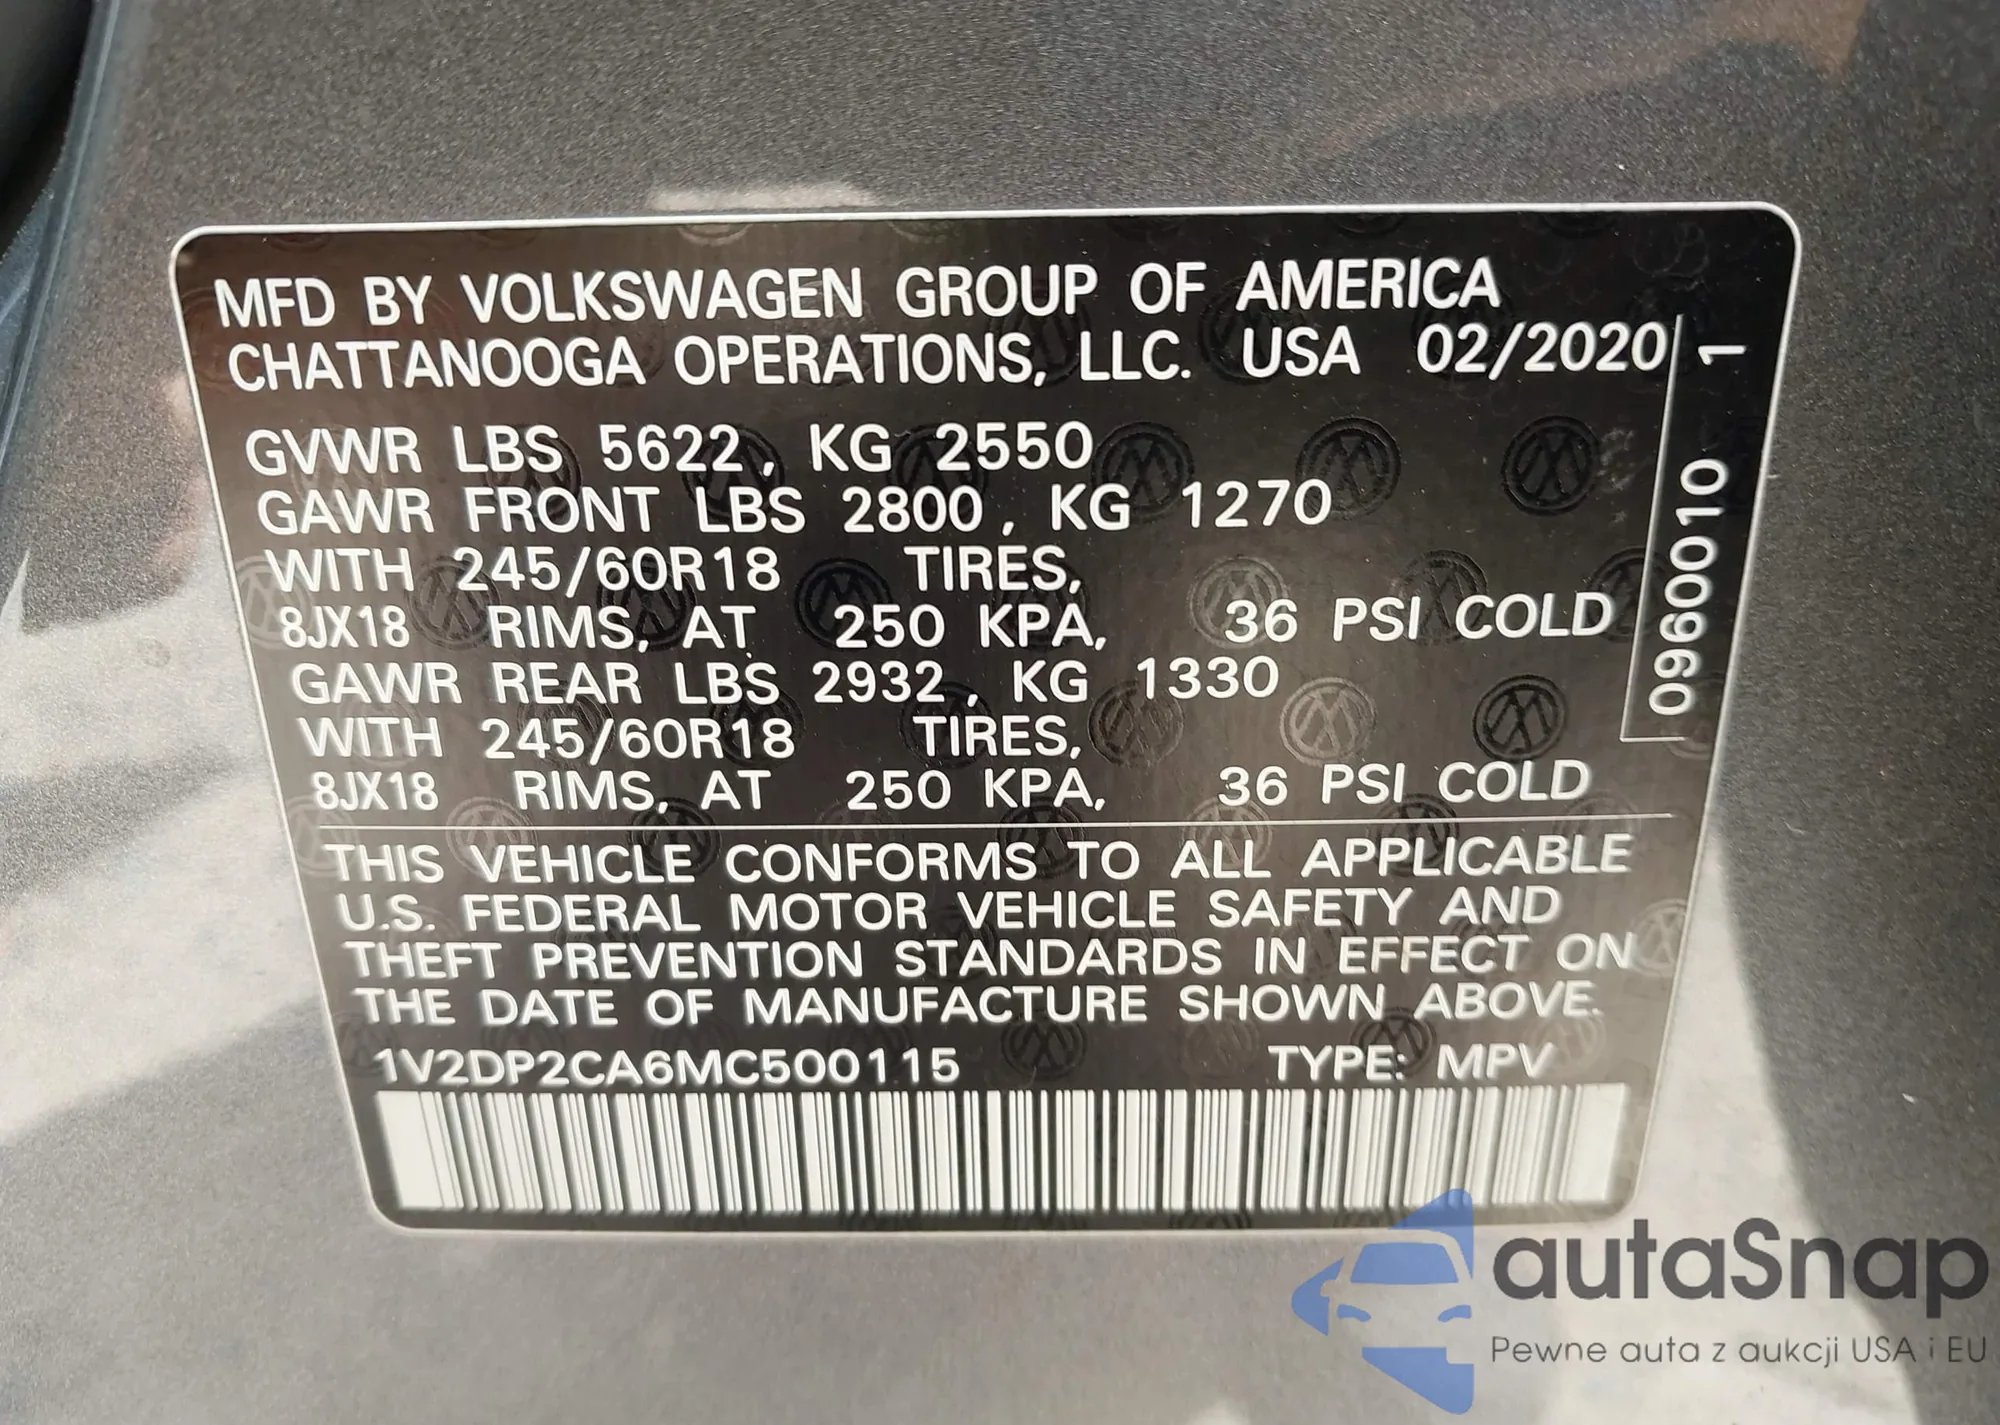 MFD BY VOLKSWAGEN GROUP OF AMERICA
CHATTANOOGA OPERATIONS, LLC. USA 02/2020
GVWR LBS 5622, KG 2550
GAWR FRONT LBS 2800, KG 1270
WITH 245/60R18 TIRES,
8JX18 RIMS, AT 250 KPA, 36 PSI COLD
GAWR REAR LBS 2932, KG 1330
WITH 245/60R18 TIRES,
8JX18 RIMS, AT 250 KPA, 36 PSI COLD
0960010 1
THIS VEHICLE CONFORMS TO ALL APPLICABLE
U.S. FEDERAL MOTOR VEHICLE SAFETY AND
THEFT PREVENTION STANDARDS IN EFFECT ON
THE DATE OF MANUFACTURE SHOWN ABOVE.
1V2DP2CA6MC500115 TYPE: MPV
autaSnap
Pewne auta z aukcji USA i EU